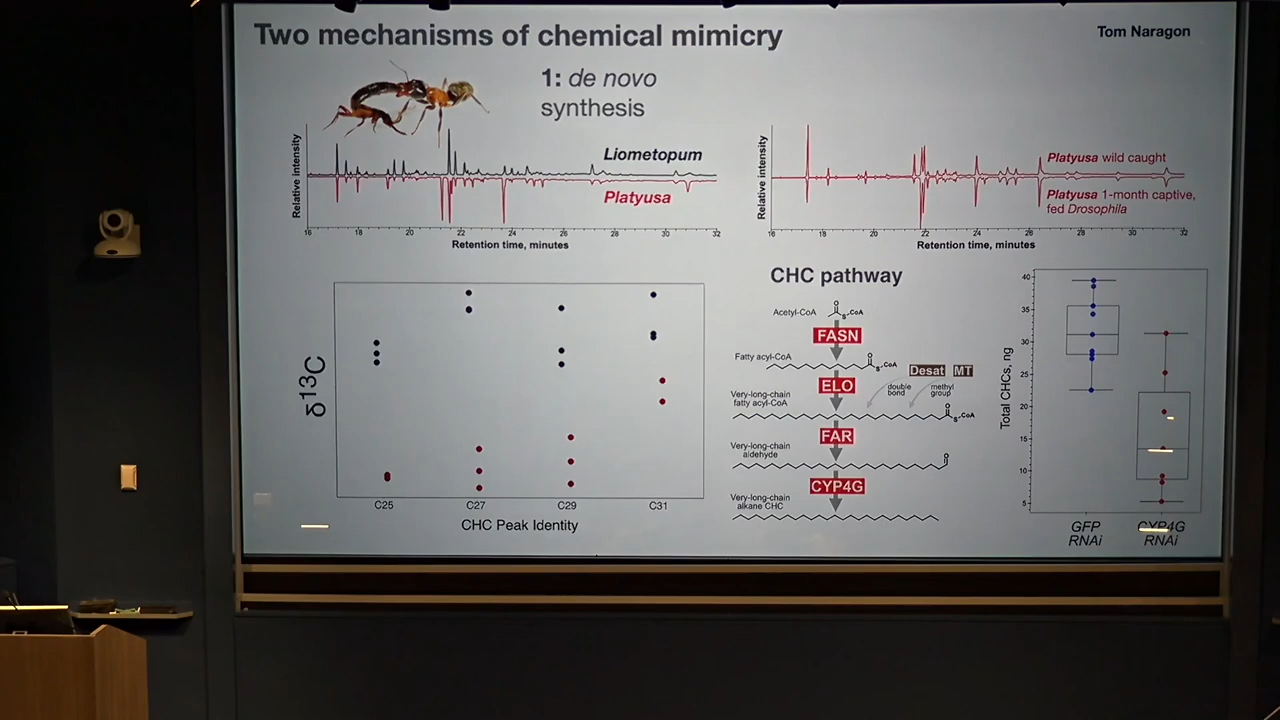 Two mechanisms of chemical mimicry
Tom Naragon
1: de novo
synthesis
Relative intensity
Liometopum
Platyusa
16 18 20 22 24 26 28 30 32
Retention time, minutes
Relative intensity
Platyusa wild caught
Platyusa 1-month captive,
fed Drosophila
16 18 20 22 24 26 28 30 32
Retention time, minutes
δ13C
C25 C27 C29 C31
CHC Peak Identity
CHC pathway
Acetyl-CoA
O
S-CoA
FASN
Fatty acyl-CoA
O
S-CoA
Desat MT
ELO
double
bond
methyl
group
Very-long-chain
fatty acyl-CoA
O
S-CoA
FAR
Very-long-chain
aldehyde
O
CYP4G
Very-long-chain
alkane CHC
Total CHCs, ng
40
35
30
25
20
15
10
5
GFP
RNAi
CYP4G
RNAi